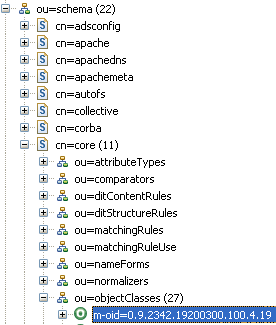 ou=schema (22)
cn=adsconfig
cn=apache
cn=apachedns
cn=apachemeta
cn=autofs
cn=collective
cn=corba
cn=core (11)
ou=attributeTypes
ou=comparators
ou=ditContentRules
ou=ditStructureRules
ou=matchingRules
ou=matchingRuleUse
ou=nameForms
ou=normalizers
ou=objectClasses (27)
m-oid=0.9.2342.19200300.100.4.19